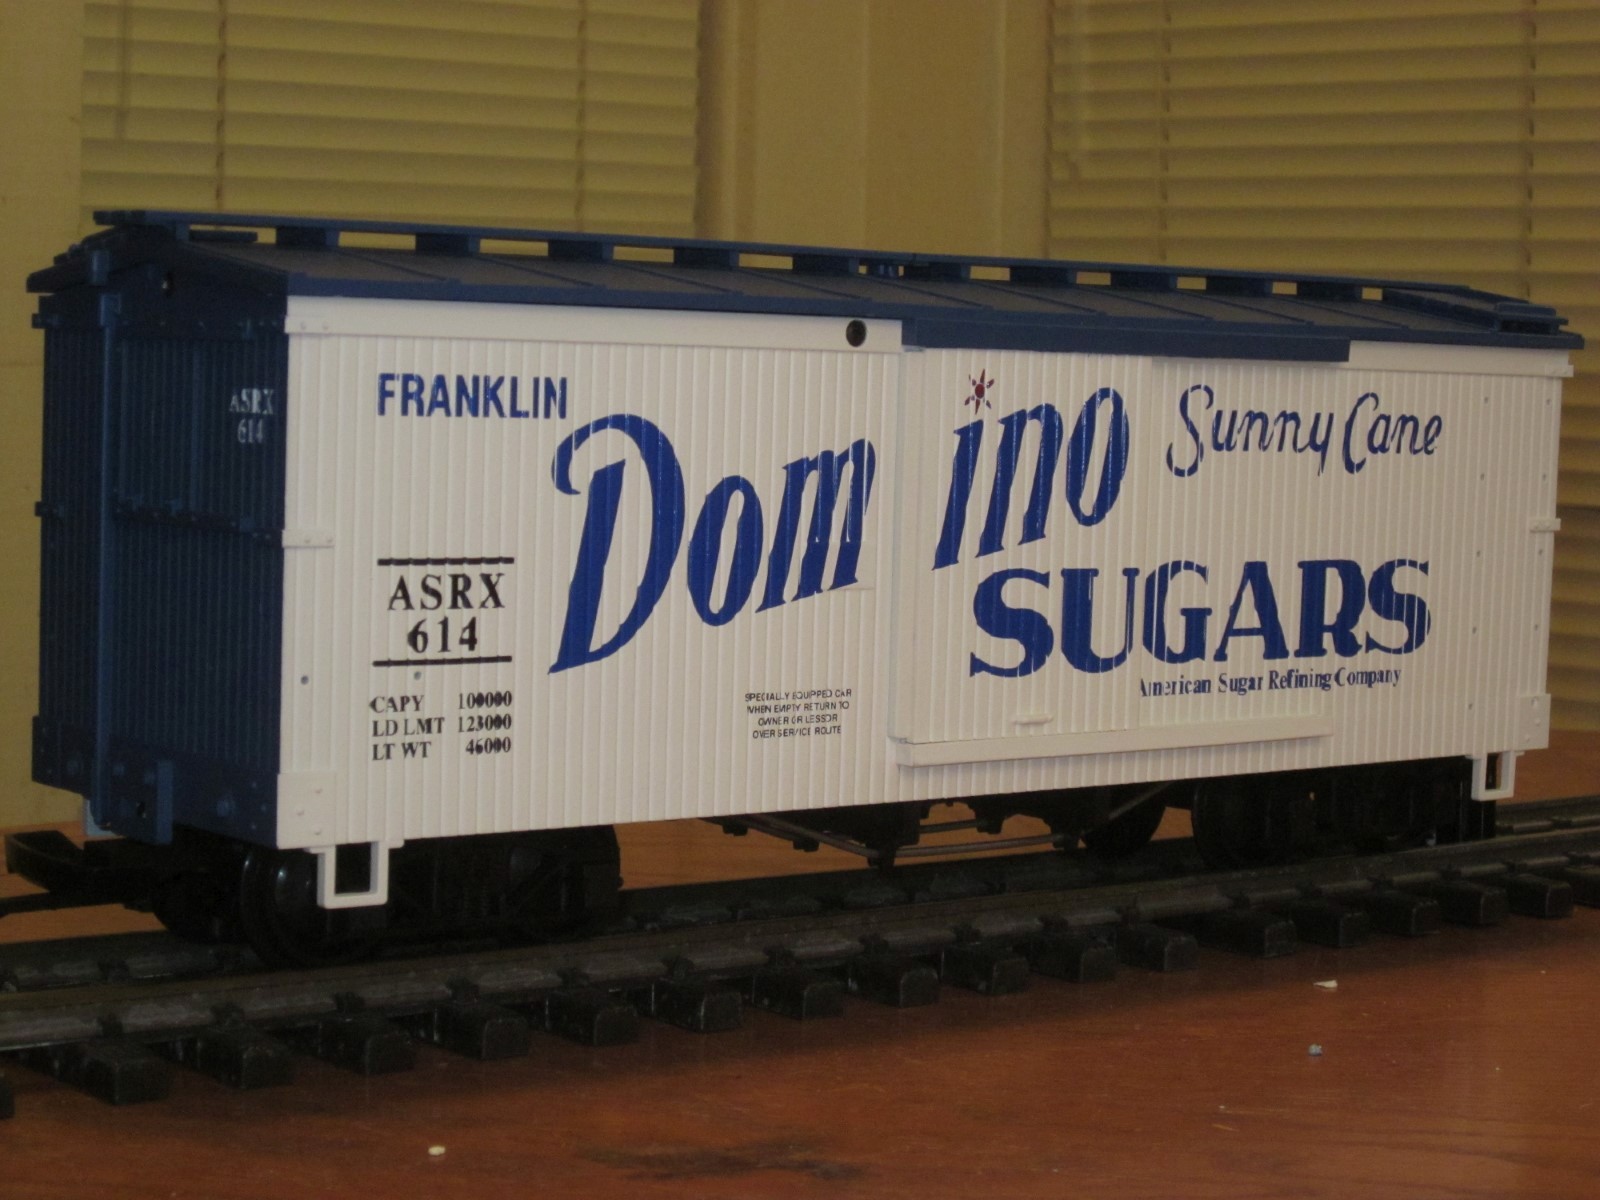 ASRX
614
FRANKLIN
Domino
Sunny Cane
SUGARS
American Sugar Refining Company
ASRX
614
CAPY 100000
LD LMT 123000
LT WT 46000
SPECIALLY EQUIPPED CAR
WHEN EMPTY RETURN TO
OWNER OR LESSOR
OVER SERVICE ROUTE